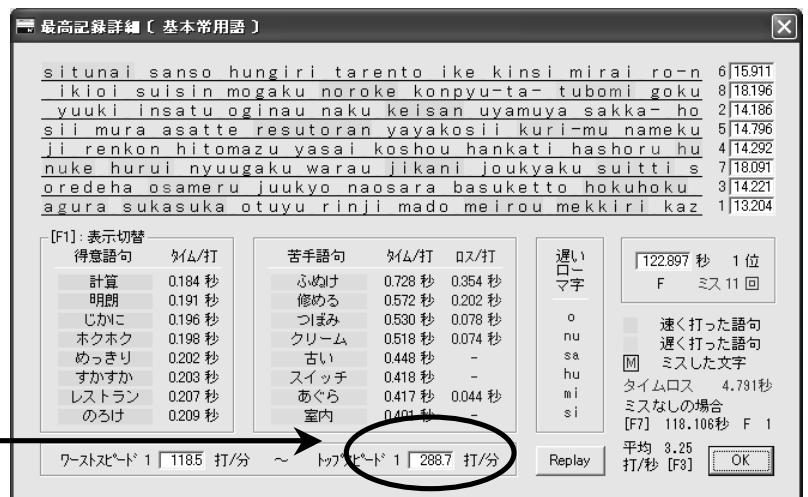 最高記録詳細〔 基本常用語 〕
situnai sanso hungiri tarento ike kinsi mirai ro-n 6 15.911
ikioi suisin mogaku noroke konpyu-ta- tubomi goku 8 18.196
yuuki insatu oginau naku keisan uyamuya sakka- ho 2 14.186
sii mura asatte resutoran yayakosii kuri-mu nameku 5 14.796
ji renkon hitomazu yasai koshou hankati hashoru hu 4 14.292
nuke hurui nyuugaku warau jikani joukyaku suitti s 7 18.091
oredeha osameru juukyo naosara basuketto hokuhoku 3 14.221
agura sukasuka otuyu rinji mado meirou mekkiri kaz 1 13.204
[F1]：表示切替
得意語句 タイム/打
計算 0.184 秒
明朗 0.191 秒
じかに 0.196 秒
ホクホク 0.198 秒
めっきり 0.202 秒
すかすか 0.203 秒
レストラン 0.207 秒
のろけ 0.209 秒
苦手語句 タイム/打 ロス/打
ふぬけ 0.728 秒 0.354 秒
修める 0.572 秒 0.202 秒
つぼみ 0.530 秒 0.078 秒
クリーム 0.518 秒 0.074 秒
古い 0.448 秒 -
スイッチ 0.418 秒 -
あぐら 0.417 秒 0.044 秒
室内 0.401 秒 -
遅い
ローマ字
o
nu
sa
hu
mi
si
122.897 秒 1 位
F ミス 11 回
速く打った語句
遅く打った語句
M ミスした文字
タイムロス 4.791秒
ミスなしの場合
[F7] 118.106秒 F 1
平均 3.25
打/秒 [F3]
OK
Replay
ワーストスピード 1 118.5 打/分 ～ トップスピード 1 288.7 打/分